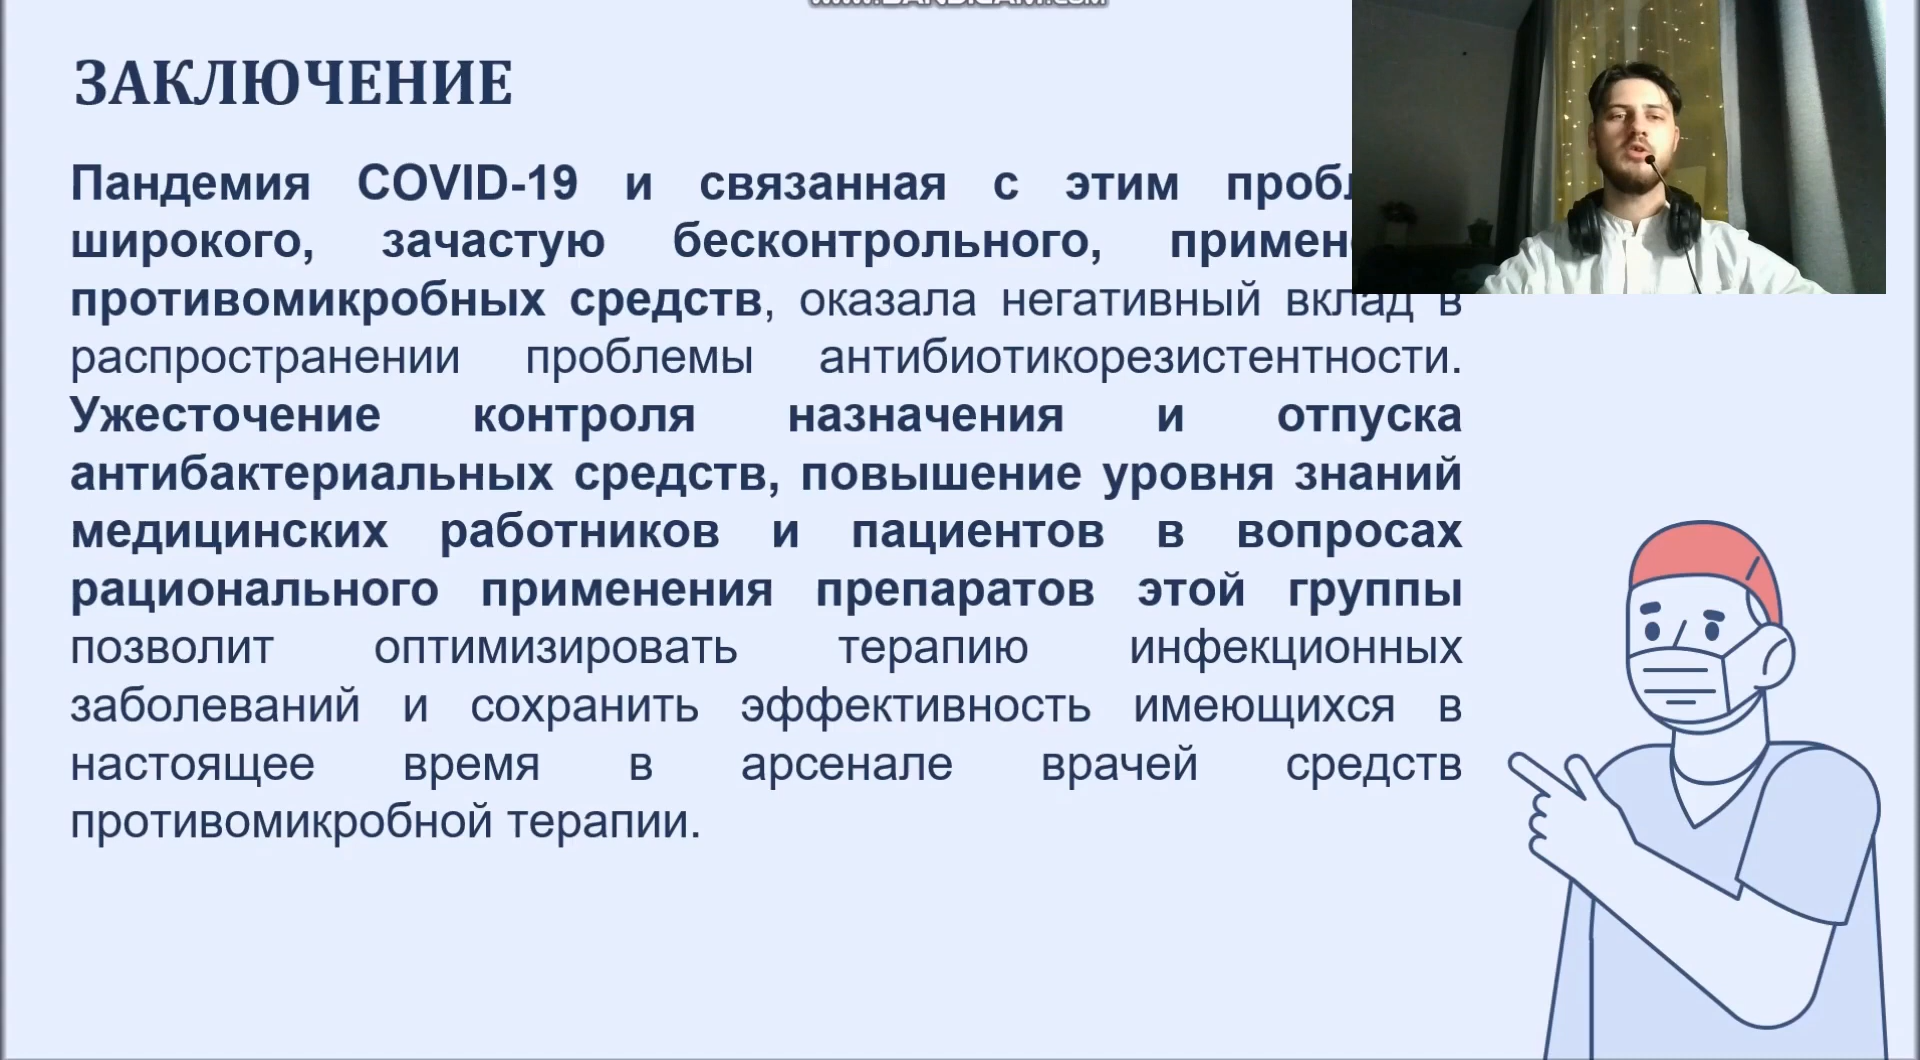 ЗАКЛЮЧЕНИЕ
Пандемия COVID-19 и связанная с этим
широкого, зачастую бесконтрольного,
противомикробных средств, оказала негативный вклад в
распространении проблемы антибиотикорезистентности.
Ужесточение контроля назначения и отпуска
антибактериальных средств, повышение уровня знаний
медицинских работников и пациентов в вопросах
рационального применения препаратов этой группы
позволит оптимизировать терапию инфекционных
заболеваний и сохранить эффективность имеющихся в
настоящее время в арсенале врачей средств
противомикробной терапии.